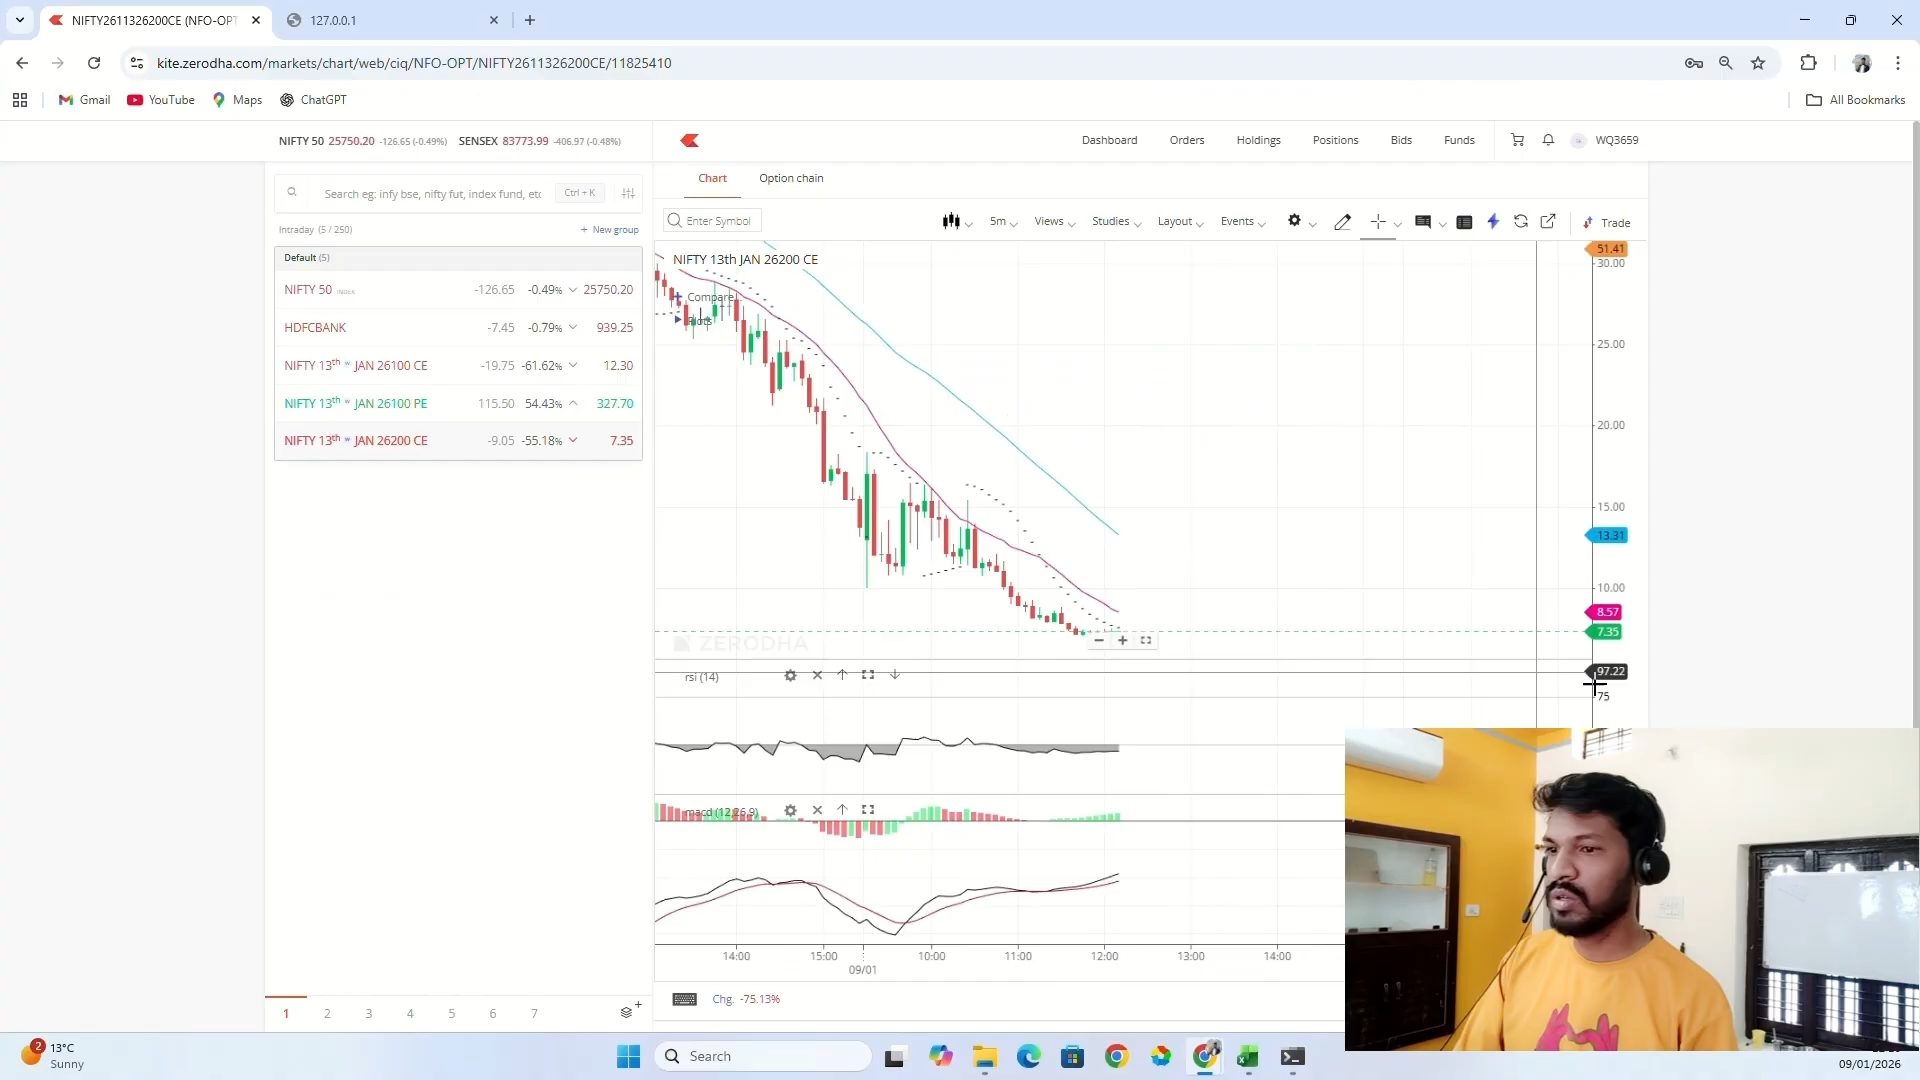 NIFTY2611326200CE (NFO-OPT
127.0.0.1
kite.zerodha.com/markets/chart/web/ciq/NFO-OPT/NIFTY2611326200CE/11825410
Gmail
YouTube
Maps
ChatGPT
All Bookmarks
NIFTY 50 25750.20 -126.65 (-0.49%) SENSEX 83773.99 -406.97 (-0.48%)
Dashboard Orders Holdings Positions Bids Funds WQ3659
Search eg: infy bse, nifty fut, index fund, etc Ctrl + K
Intraday (5 / 250) + New group
Default (5)
NIFTY 50 INDEX -126.65 -0.49% 25750.20
HDFCBANK -7.45 -0.79% 939.25
NIFTY 13th w JAN 26100 CE -19.75 -61.62% 12.30
NIFTY 13th w JAN 26100 PE 115.50 54.43% 327.70
NIFTY 13th w JAN 26200 CE -9.05 -55.18% 7.35
1 2 3 4 5 6 7
Chart Option chain
Enter Symbol 5m Views Studies Layout Events Trade
NIFTY 13th JAN 26200 CE
Compare
Plots
51.41
30.00
25.00
20.00
15.00
13.31
10.00
8.57
7.35
ZERODHA
97.22
rsi (14)
75
macd (12,26,9)
14:00 15:00 10:00 11:00 12:00 13:00 14:00
09/01
Chg. -75.13%
2
13°C
Sunny
Search
09/01/2026